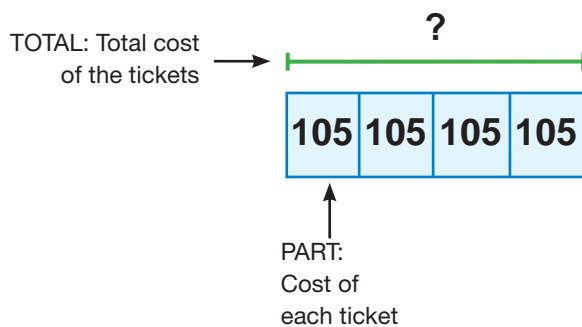 ?
TOTAL: Total cost
of the tickets
105 105 105 105
PART:
Cost of
each ticket